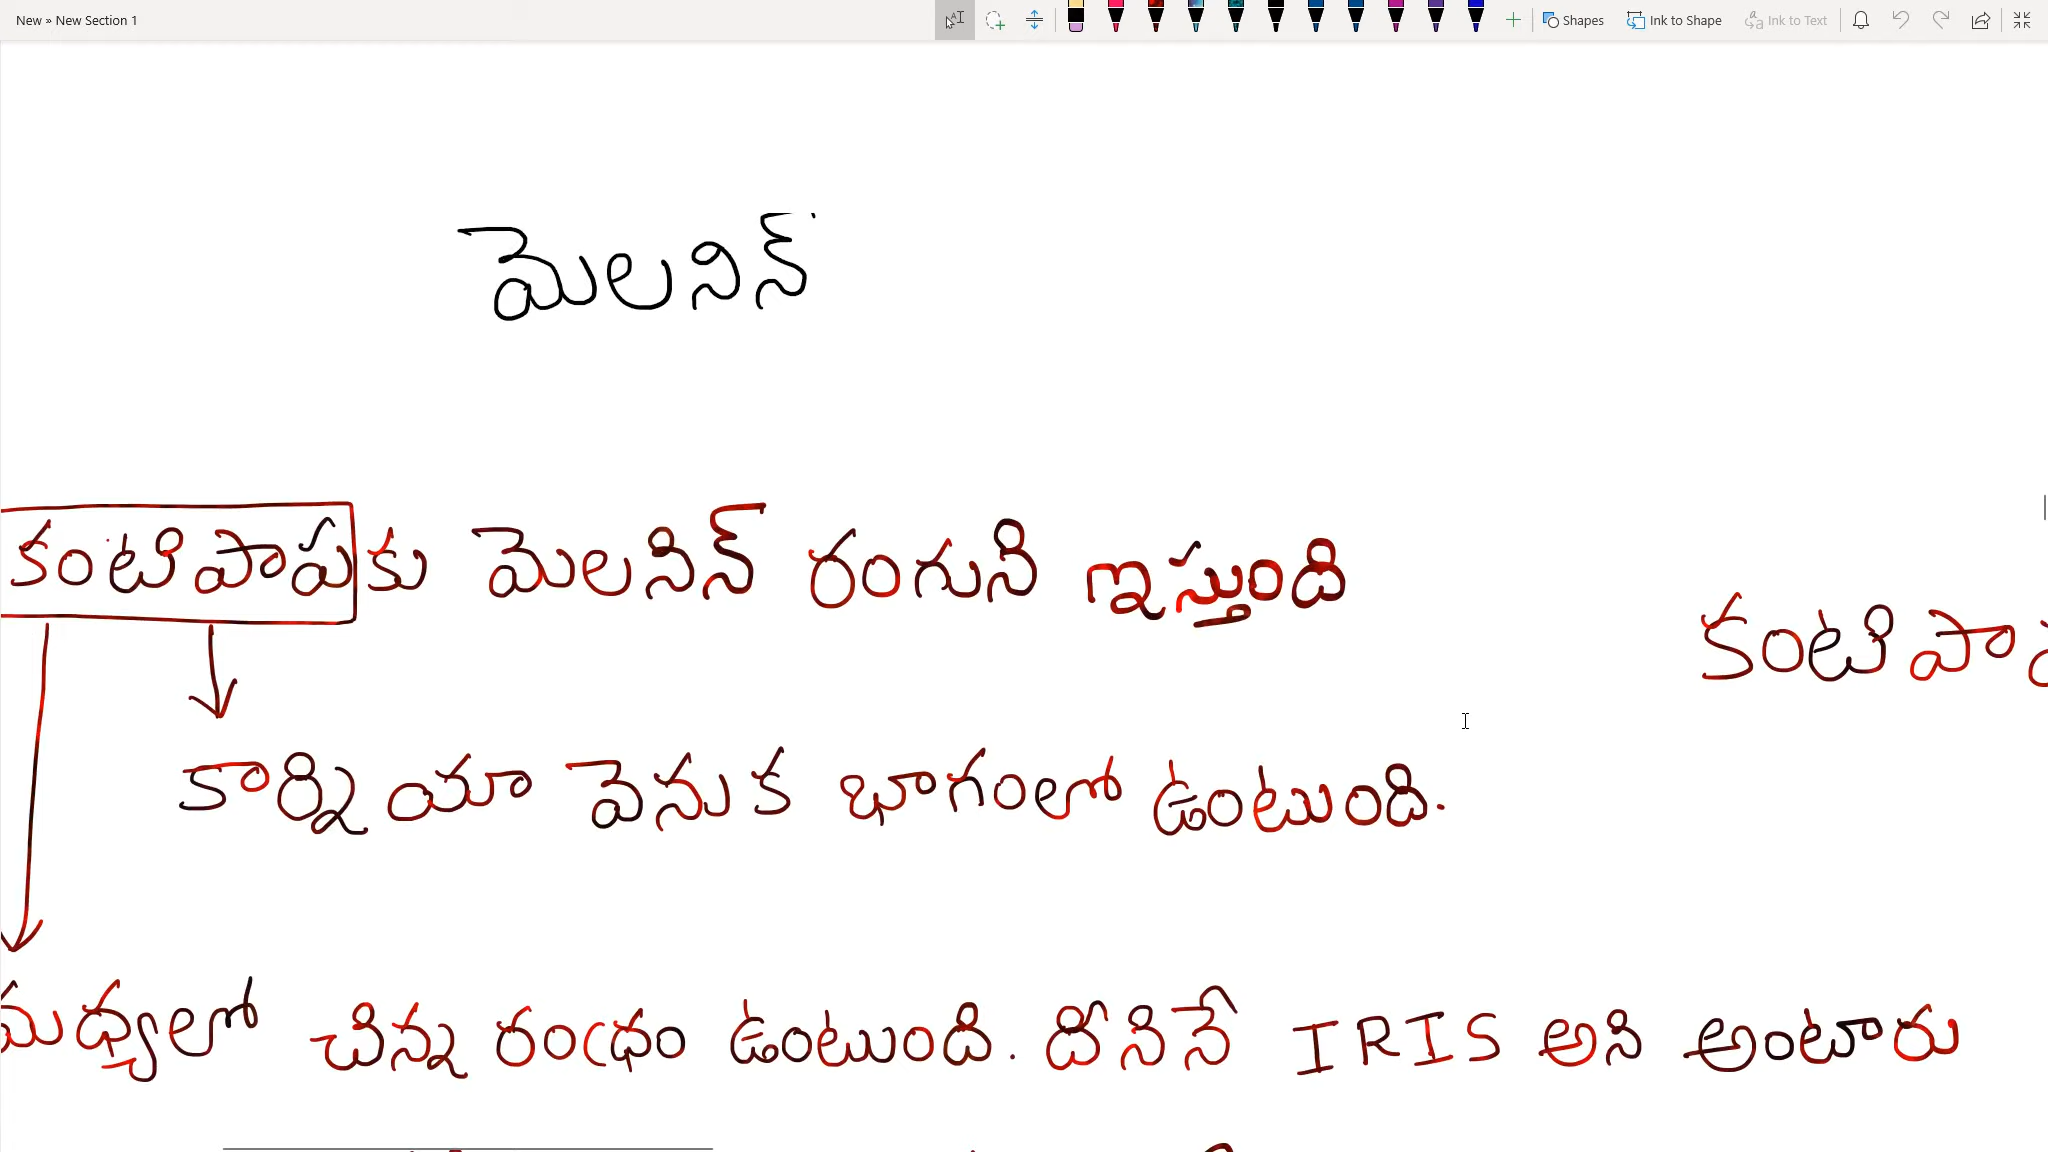 New » New Section 1
Shapes
Ink to Shape
Ink to Text
మెలనిన్
కంటిపాపకు మెలనిన్ రంగుని ఇస్తుంది
కంటి
కార్నియా వెనుక భాగంలో ఉంటుంది.
మధ్యలో చిన్న రంధ్రం ఉంటుంది. దీనినే IRIS అని అంటారు